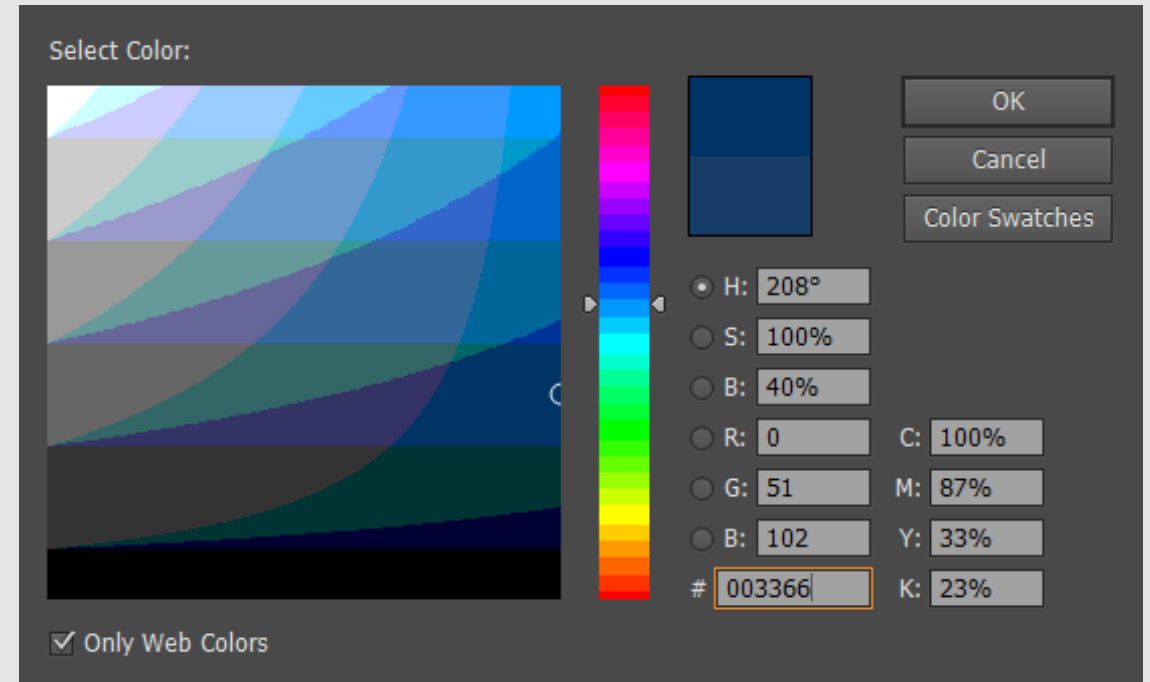 Select Color:
OK
Cancel
Color Swatches
H: 208°
S: 100%
B: 40%
R: 0
C: 100%
G: 51
M: 87%
B: 102
Y: 33%
# 003366
K: 23%
Only Web Colors